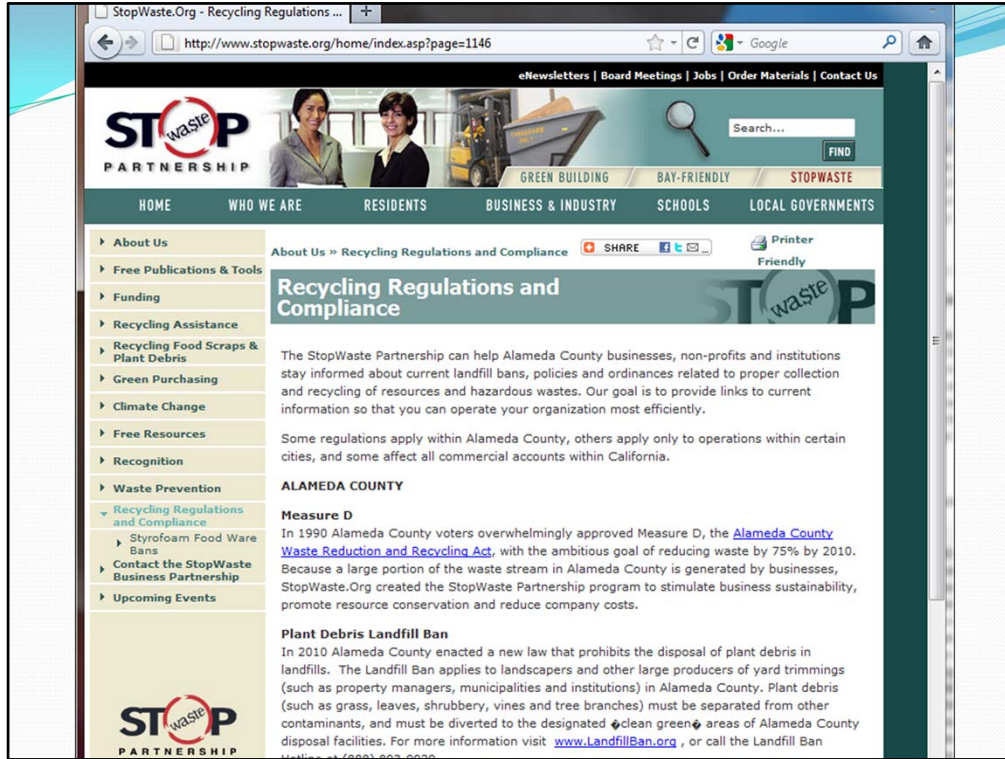 StopWaste.Org - Recycling Regulations ...
http://www.stopwaste.org/home/index.asp?page=1146
Google
eNewsletters | Board Meetings | Jobs | Order Materials | Contact Us
STOP
waste
PARTNERSHIP
Search...
FIND
GREEN BUILDING
BAY-FRIENDLY
STOPWASTE
HOME
WHO WE ARE
RESIDENTS
BUSINESS & INDUSTRY
SCHOOLS
LOCAL GOVERNMENTS
About Us
Free Publications & Tools
Funding
Recycling Assistance
Recycling Food Scraps &
Plant Debris
Green Purchasing
Climate Change
Free Resources
Recognition
Waste Prevention
Recycling Regulations
and Compliance
Styrofoam Food Ware
Bans
Contact the StopWaste
Business Partnership
Upcoming Events
STOP
waste
PARTNERSHIP
About Us » Recycling Regulations and Compliance
SHARE
...
Printer
Friendly
Recycling Regulations and
Compliance
STOP
waste
The StopWaste Partnership can help Alameda County businesses, non-profits and institutions
stay informed about current landfill bans, policies and ordinances related to proper collection
and recycling of resources and hazardous wastes. Our goal is to provide links to current
information so that you can operate your organization most efficiently.
Some regulations apply within Alameda County, others apply only to operations within certain
cities, and some affect all commercial accounts within California.
ALAMEDA COUNTY
Measure D
In 1990 Alameda County voters overwhelmingly approved Measure D, the Alameda County
Waste Reduction and Recycling Act, with the ambitious goal of reducing waste by 75% by 2010.
Because a large portion of the waste stream in Alameda County is generated by businesses,
StopWaste.Org created the StopWaste Partnership program to stimulate business sustainability,
promote resource conservation and reduce company costs.
Plant Debris Landfill Ban
In 2010 Alameda County enacted a new law that prohibits the disposal of plant debris in
landfills. The Landfill Ban applies to landscapers and other large producers of yard trimmings
(such as property managers, municipalities and institutions) in Alameda County. Plant debris
(such as grass, leaves, shrubbery, vines and tree branches) must be separated from other
contaminants, and must be diverted to the designated �clean green� areas of Alameda County
disposal facilities. For more information visit www.LandfillBan.org , or call the Landfill Ban